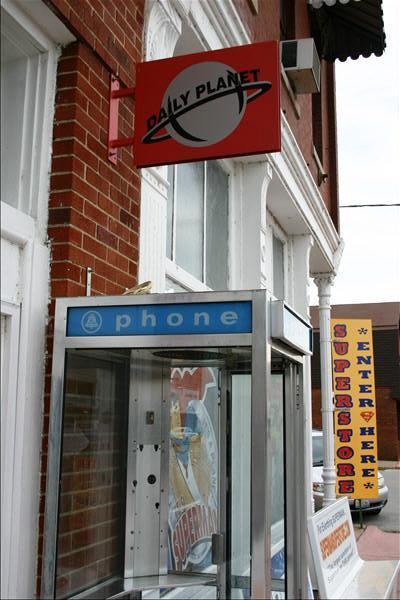 DAILY PLANET
phone
SUPERSTORE
* ENTER HERE *
SUPERMAN